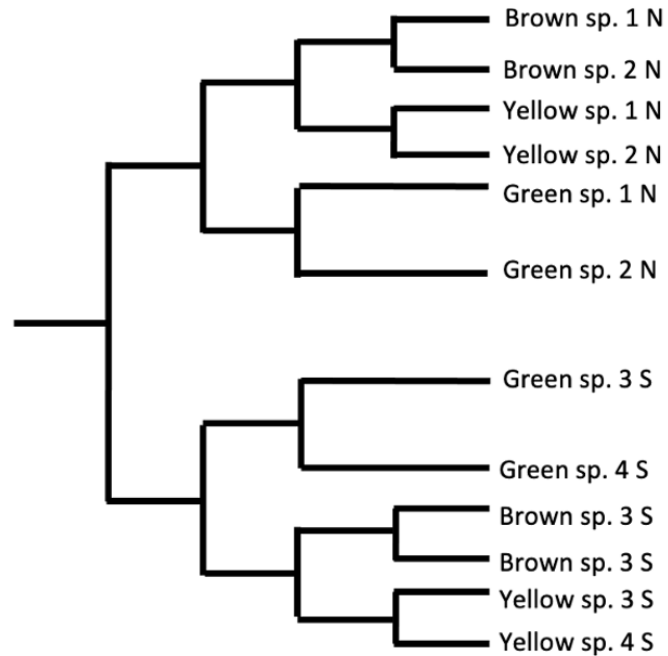 Brown sp. 1 N
Brown sp. 2 N
Yellow sp. 1 N
Yellow sp. 2 N
Green sp. 1 N
Green sp. 2 N
Green sp. 3 S
Green sp. 4 S
Brown sp. 3 S
Brown sp. 3 S
Yellow sp. 3 S
Yellow sp. 4 S